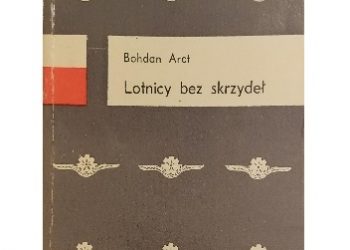 Bohdan Arct
Lotnicy bez skrzydeł